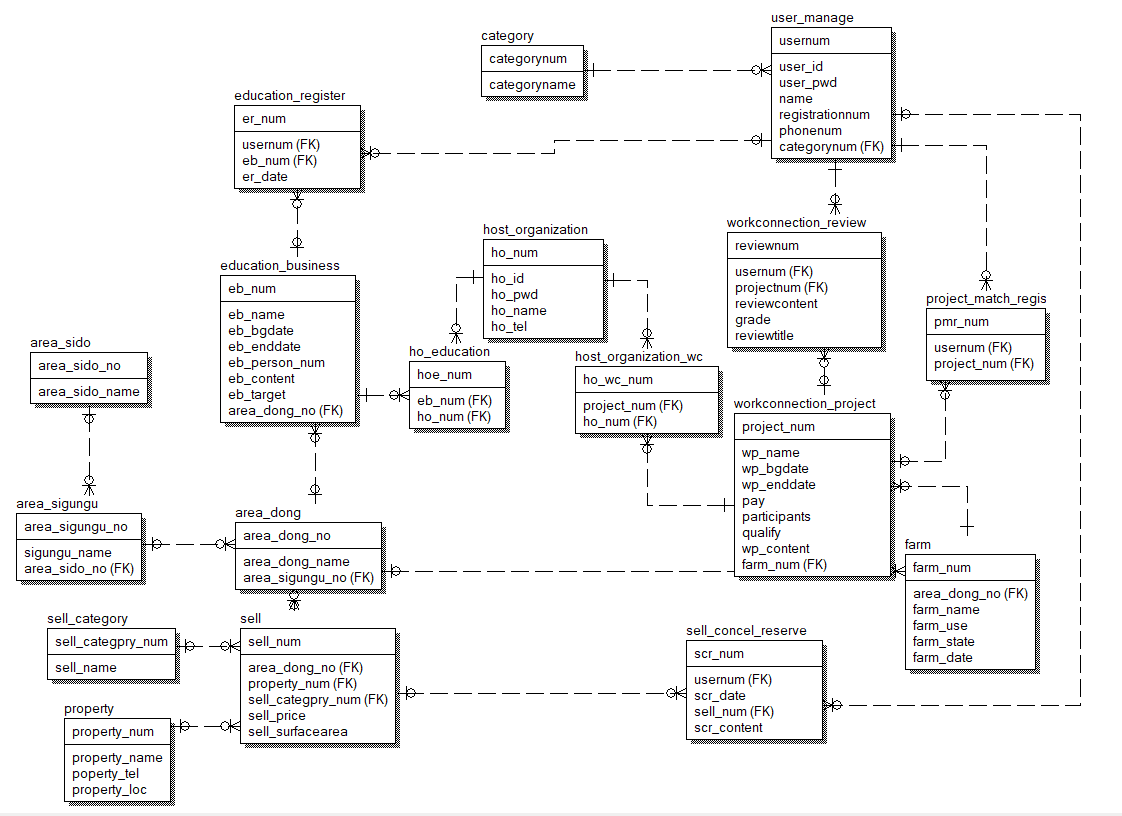 user_manage
usernum
user_id
user_pwd
name
registrationnum
phonenum
categorynum (FK)
category
categorynum
categoryname
education_register
er_num
usernum (FK)
eb_num (FK)
er_date
host_organization
ho_num
ho_id
ho_pwd
ho_name
ho_tel
workconnection_review
reviewnum
usernum (FK)
projectnum (FK)
reviewcontent
grade
reviewtitle
education_business
eb_num
eb_name
eb_bgdate
eb_enddate
eb_person_num
eb_content
eb_target
area_dong_no (FK)
project_match_regis
pmr_num
usernum (FK)
project_num (FK)
area_sido
area_sido_no
area_sido_name
ho_education
hoe_num
eb_num (FK)
ho_num (FK)
host_organization_wc
ho_wc_num
project_num (FK)
ho_num (FK)
workconnection_project
project_num
wp_name
wp_bgdate
wp_enddate
pay
participants
qualify
wp_content
farm_num (FK)
area_sigungu
area_sigungu_no
sigungu_name
area_sido_no (FK)
area_dong
area_dong_no
area_dong_name
area_sigungu_no (FK)
farm
farm_num
area_dong_no (FK)
farm_name
farm_use
farm_state
farm_date
sell_category
sell_categpry_num
sell_name
sell
sell_num
area_dong_no (FK)
property_num (FK)
sell_categpry_num (FK)
sell_price
sell_surfacearea
sell_concel_reserve
scr_num
usernum (FK)
scr_date
sell_num (FK)
scr_content
property
property_num
property_name
poperty_tel
property_loc